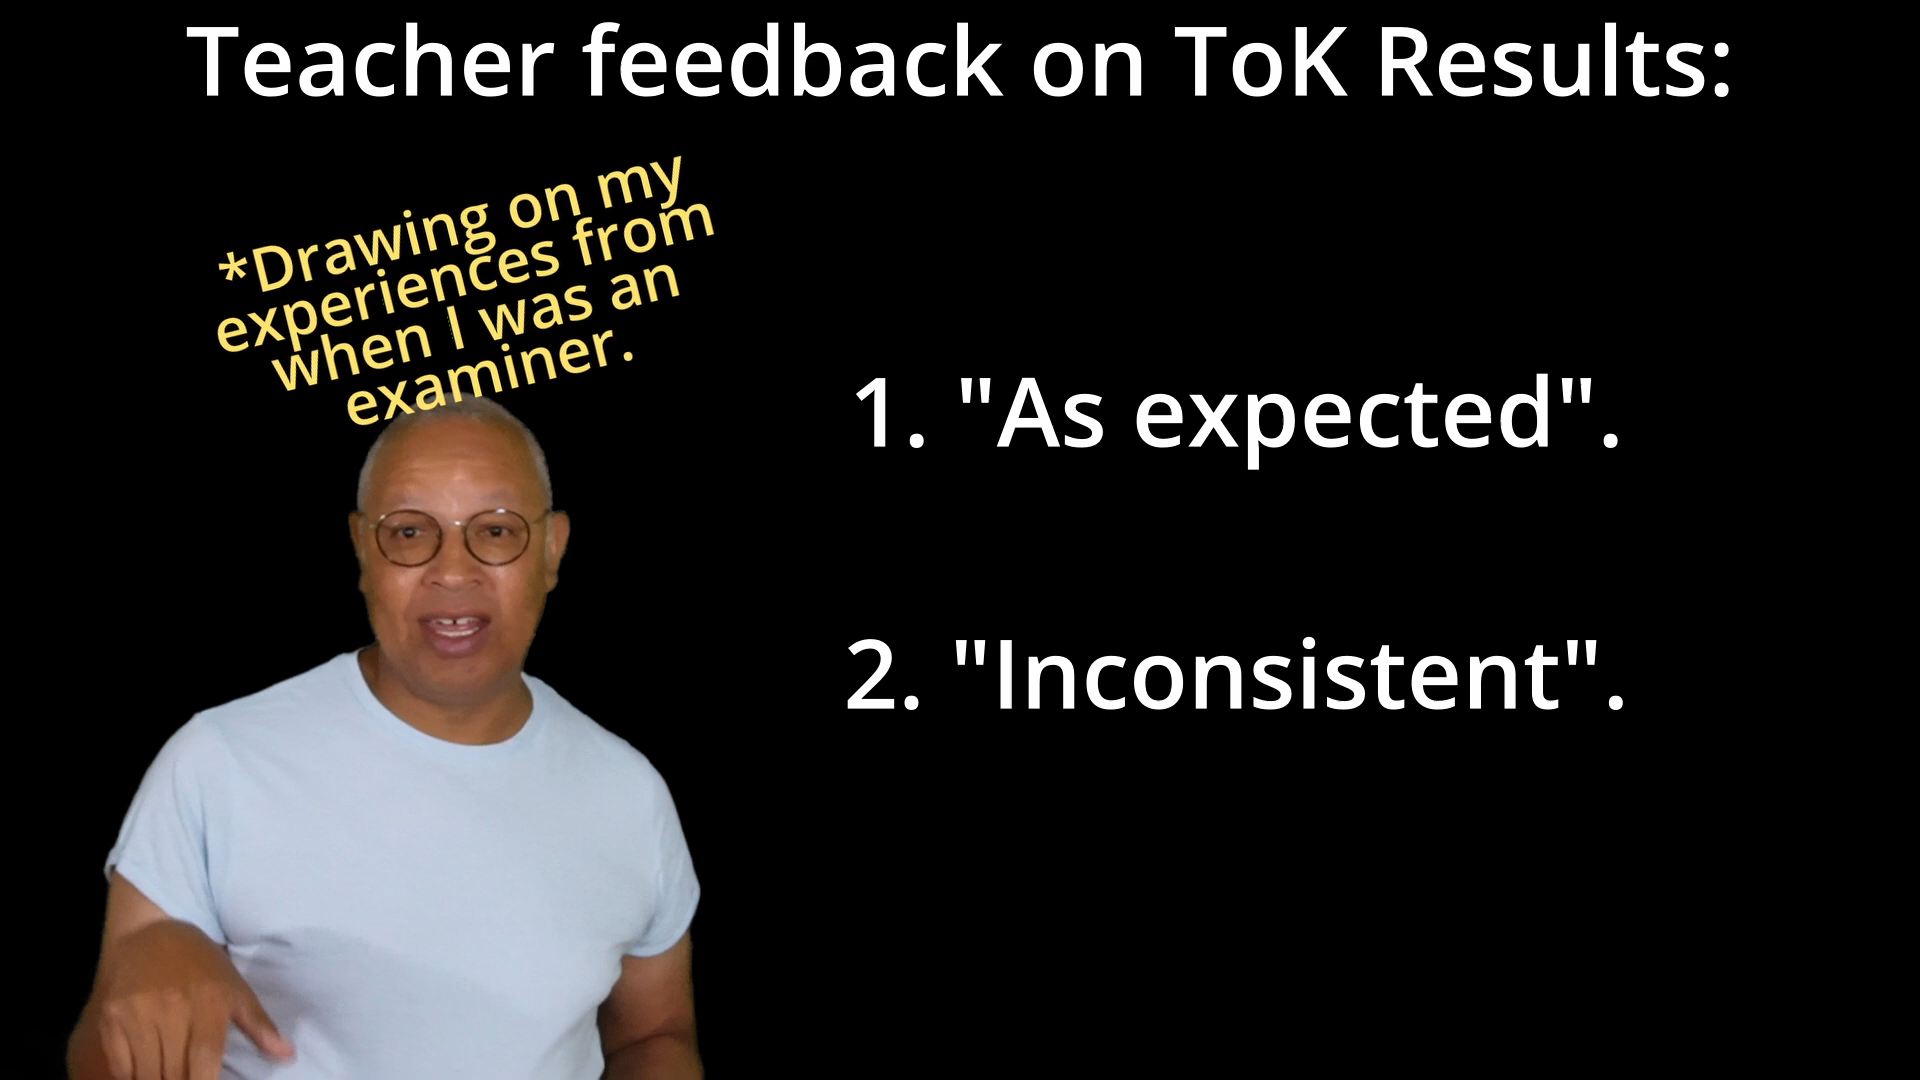 Teacher feedback on ToK Results:
*Drawing on my
experiences from
when I was an
examiner.
1. "As expected".
2. "Inconsistent".